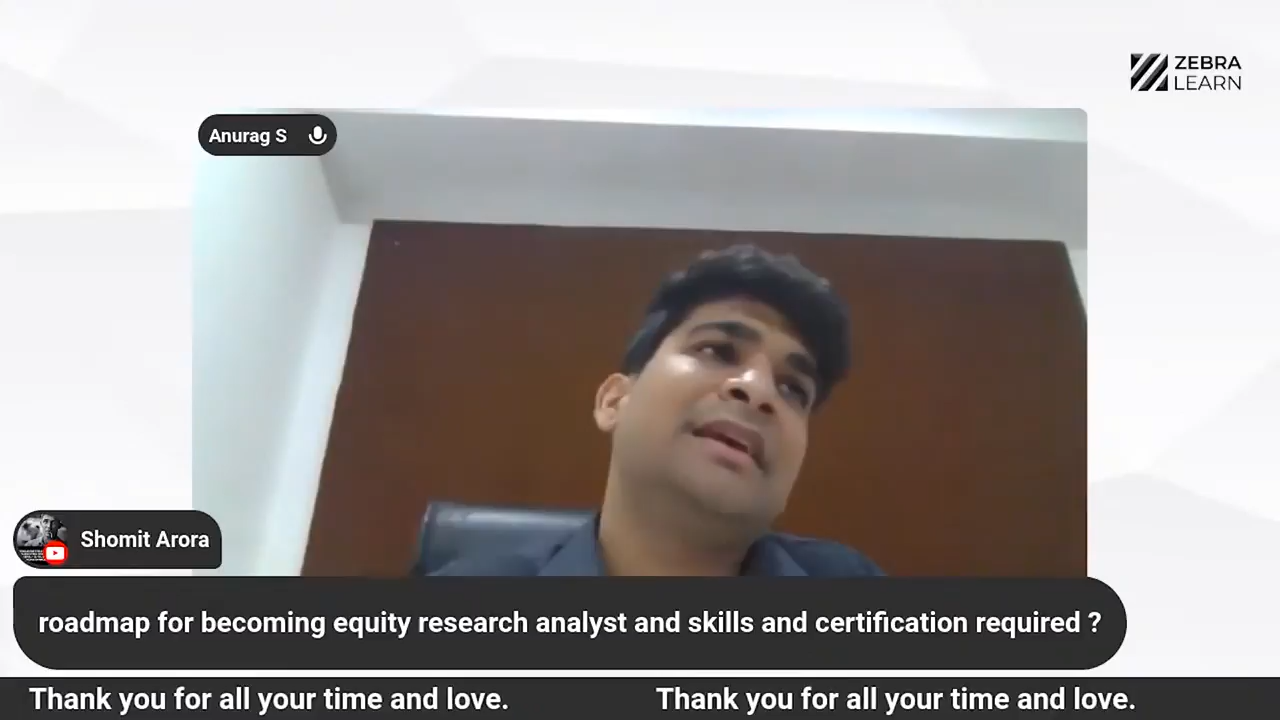 ZEBRA
LEARN
Anurag S
Shomit Arora
roadmap for becoming equity research analyst and skills and certification required ?
Thank you for all your time and love. Thank you for all your time and love.